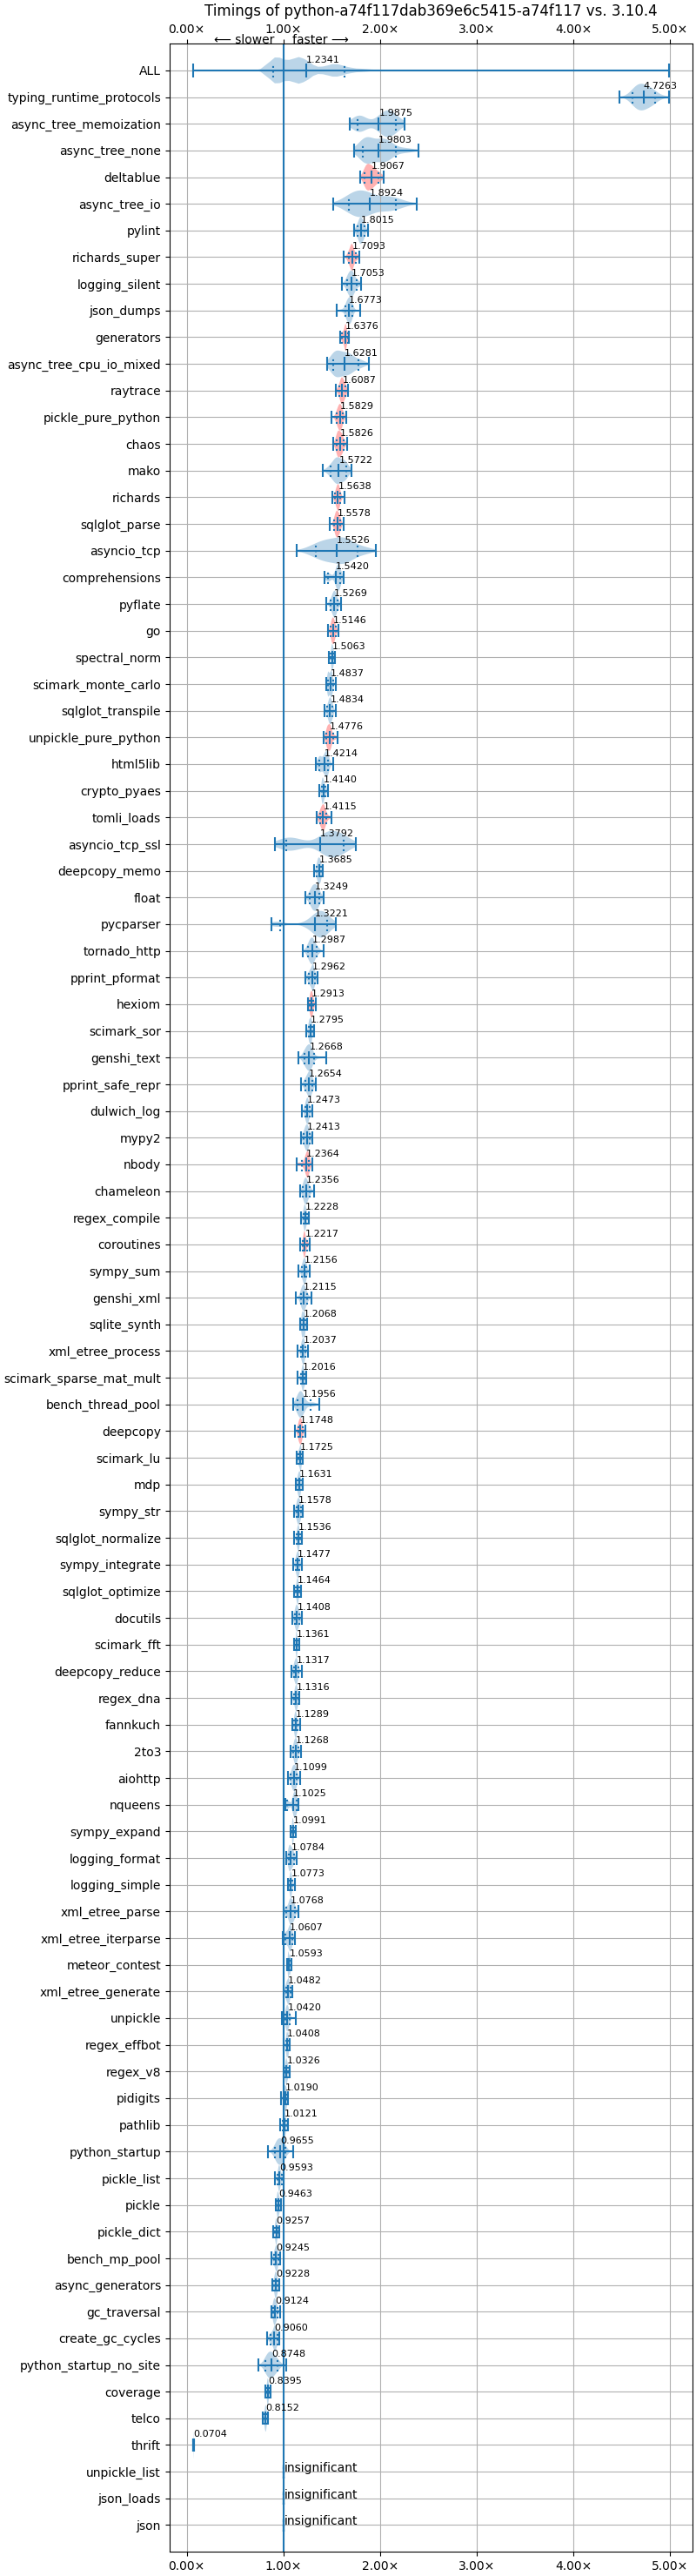 Timings of python-a74f117dab369e6c5415-a74f117 vs. 3.10.4
0.00× 1.00× 2.00× 3.00× 4.00× 5.00×
⟵ slower faster ⟶
ALL 1.2341
typing_runtime_protocols 4.7263
async_tree_memoization 1.9875
async_tree_none 1.9803
deltablue 1.9067
async_tree_io 1.8924
pylint 1.8015
richards_super 1.7093
logging_silent 1.7053
json_dumps 1.6773
generators 1.6376
async_tree_cpu_io_mixed 1.6281
raytrace 1.6087
pickle_pure_python 1.5829
chaos 1.5826
mako 1.5722
richards 1.5638
sqlglot_parse 1.5578
asyncio_tcp 1.5526
comprehensions 1.5420
pyflate 1.5269
go 1.5146
spectral_norm 1.5063
scimark_monte_carlo 1.4837
sqlglot_transpile 1.4834
unpickle_pure_python 1.4776
html5lib 1.4214
crypto_pyaes 1.4140
tomli_loads 1.4115
asyncio_tcp_ssl 1.3792
deepcopy_memo 1.3685
float 1.3249
pycparser 1.3221
tornado_http 1.2987
pprint_pformat 1.2962
hexiom 1.2913
scimark_sor 1.2795
genshi_text 1.2668
pprint_safe_repr 1.2654
dulwich_log 1.2473
mypy2 1.2413
nbody 1.2364
chameleon 1.2356
regex_compile 1.2228
coroutines 1.2217
sympy_sum 1.2156
genshi_xml 1.2115
sqlite_synth 1.2068
xml_etree_process 1.2037
scimark_sparse_mat_mult 1.2016
bench_thread_pool 1.1956
deepcopy 1.1748
scimark_lu 1.1725
mdp 1.1631
sympy_str 1.1578
sqlglot_normalize 1.1536
sympy_integrate 1.1477
sqlglot_optimize 1.1464
docutils 1.1408
scimark_fft 1.1361
deepcopy_reduce 1.1317
regex_dna 1.1316
fannkuch 1.1289
2to3 1.1268
aiohttp 1.1099
nqueens 1.1025
sympy_expand 1.0991
logging_format 1.0784
logging_simple 1.0773
xml_etree_parse 1.0768
xml_etree_iterparse 1.0607
meteor_contest 1.0593
xml_etree_generate 1.0482
unpickle 1.0420
regex_effbot 1.0408
regex_v8 1.0326
pidigits 1.0190
pathlib 1.0121
python_startup 0.9655
pickle_list 0.9593
pickle 0.9463
pickle_dict 0.9257
bench_mp_pool 0.9245
async_generators 0.9228
gc_traversal 0.9124
create_gc_cycles 0.9060
python_startup_no_site 0.8748
coverage 0.8395
telco 0.8152
thrift 0.0704
unpickle_list insignificant
json_loads insignificant
json insignificant
0.00× 1.00× 2.00× 3.00× 4.00× 5.00×